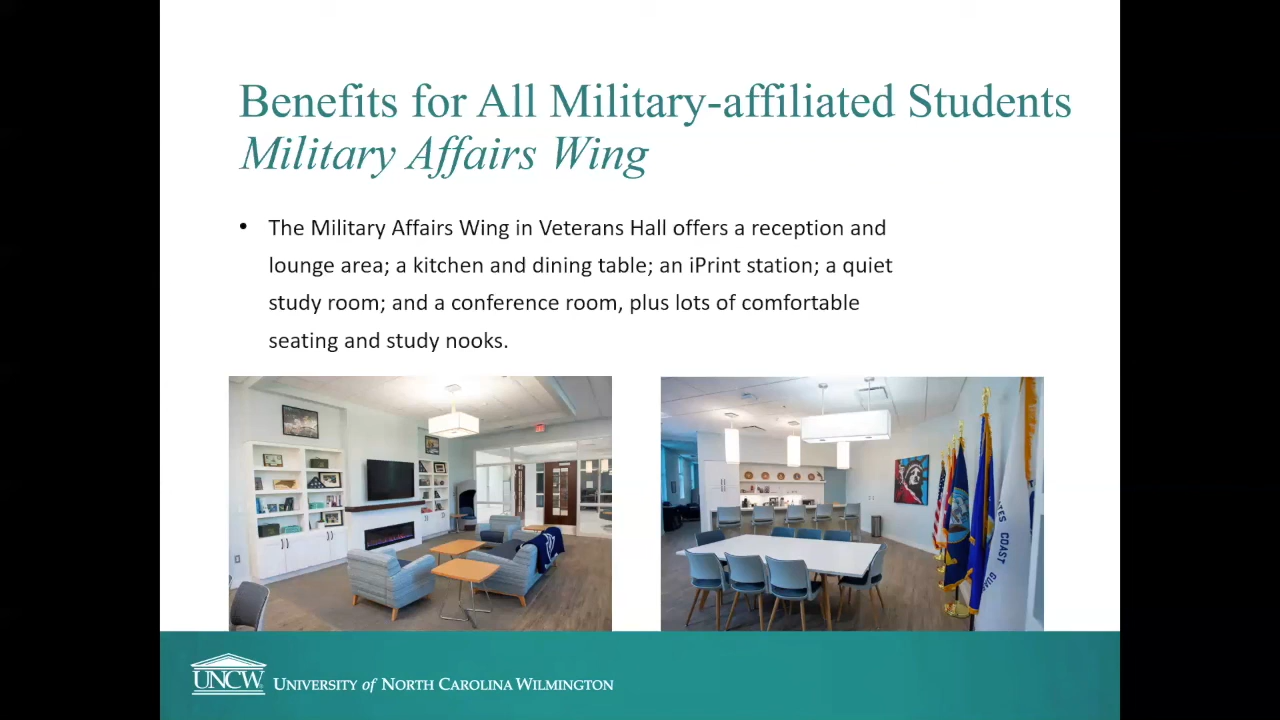 Benefits for All Military-affiliated Students
Military Affairs Wing
• The Military Affairs Wing in Veterans Hall offers a reception and
lounge area; a kitchen and dining table; an iPrint station; a quiet
study room; and a conference room, plus lots of comfortable
seating and study nooks.
COAST
UNCW UNIVERSITY of NORTH CAROLINA WILMINGTON